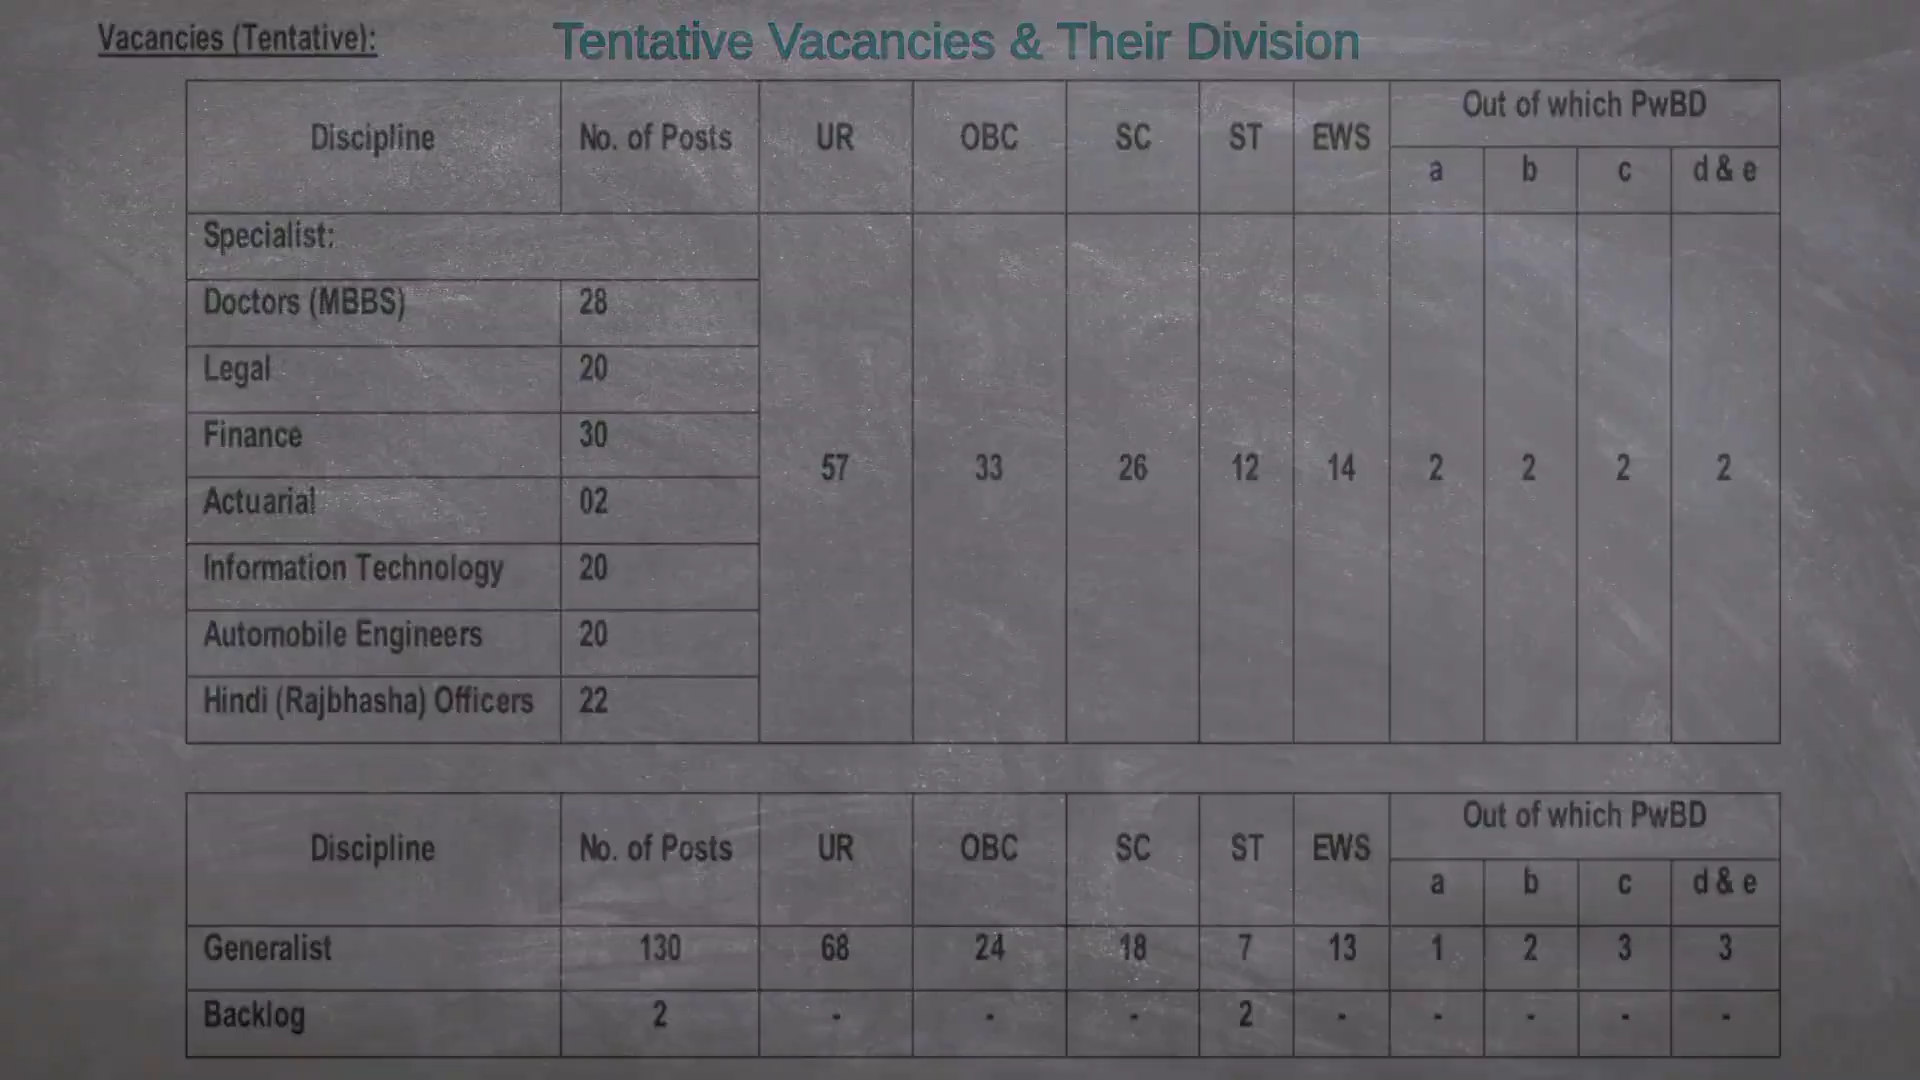 Vacancies (Tentative):
Tentative Vacancies & Their Division
Discipline No. of Posts UR OBC SC ST EWS Out of which PwBD
a b c d & e
Specialist:
Doctors (MBBS) 28
Legal 20
Finance 30
Actuarial 02
Information Technology 20
Automobile Engineers 20
Hindi (Rajbhasha) Officers 22
57 33 26 12 14 2 2 2 2
Discipline No. of Posts UR OBC SC ST EWS Out of which PwBD
a b c d & e
Generalist 130 68 24 18 7 13 1 2 3 3
Backlog 2 - - - 2 - - - - -